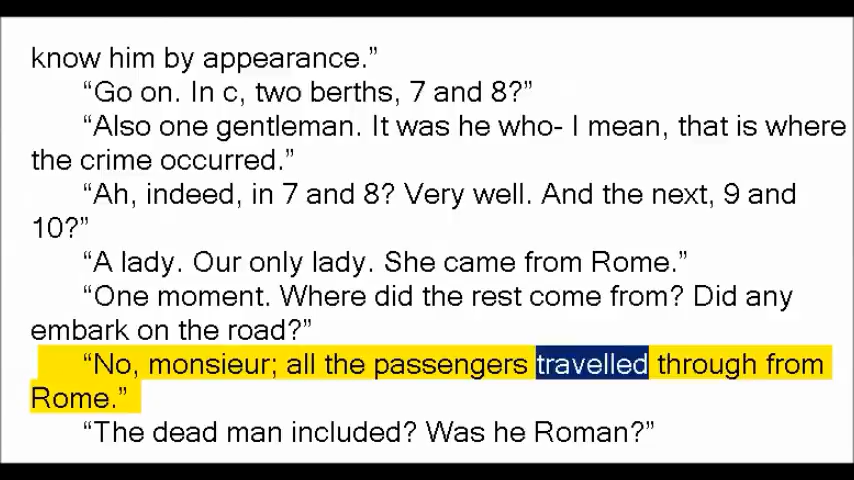 know him by appearance.”
“Go on. In c, two berths, 7 and 8?”
“Also one gentleman. It was he who- I mean, that is where
the crime occurred.”
“Ah, indeed, in 7 and 8? Very well. And the next, 9 and
10?”
“A lady. Our only lady. She came from Rome.”
“One moment. Where did the rest come from? Did any
embark on the road?”
“No, monsieur; all the passengers travelled through from
Rome.”
“The dead man included? Was he Roman?”